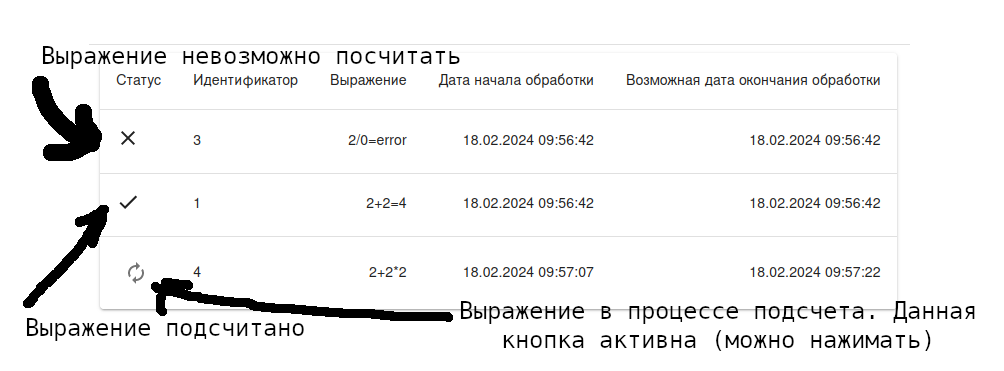 Выражение невозможно посчитать
Статус Идентификатор Выражение Дата начала обработки Возможная дата окончания обработки
3 2/0=error 18.02.2024 09:56:42 18.02.2024 09:56:42
1 2+2=4 18.02.2024 09:56:42 18.02.2024 09:56:42
4 2+2*2 18.02.2024 09:57:07 18.02.2024 09:57:22
Выражение подсчитано
Выражение в процессе подсчета. Данная
кнопка активна (можно нажимать)